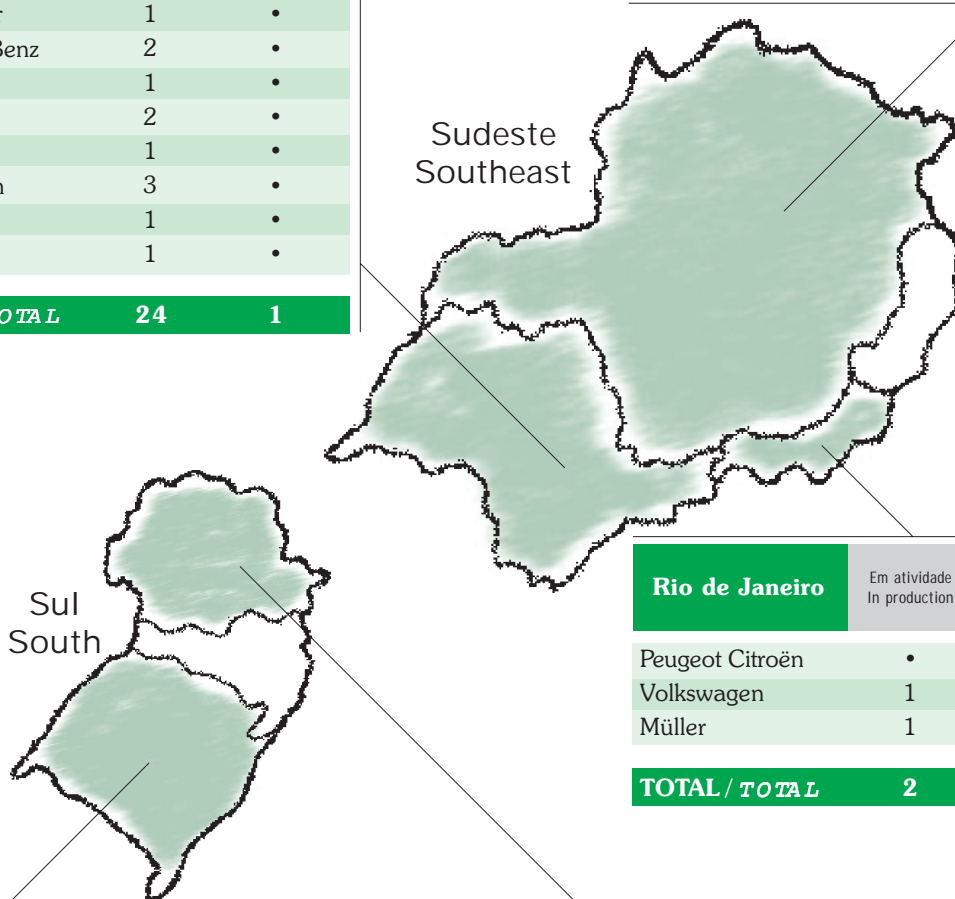 1 •
Benz 2 •
1 •
2 •
1 •
3 •
1 •
1 •
24 1
Sudeste
Southeast
Sul
South
Rio de Janeiro
Em atividade
In production
Peugeot Citroën •
Volkswagen 1
Müller 1
TOTAL / TOTAL 2